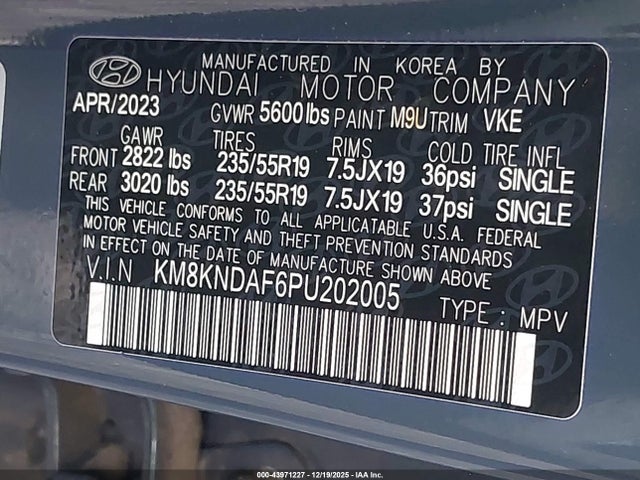 MANUFACTURED IN KOREA BY
HYUNDAI MOTOR COMPANY
APR/2023 GVWR 5600 lbs PAINT M9U TRIM VKE
GAWR TIRES RIMS COLD TIRE INFL
FRONT 2822 lbs 235/55R19 7.5JX19 36psi SINGLE
REAR 3020 lbs 235/55R19 7.5JX19 37psi SINGLE
THIS VEHICLE CONFORMS TO ALL APPLICATABLE U.S.A. FEDERAL
MOTOR VEHICLE SAFETY AND THEFT PREVENTION STANDARDS
IN EFFECT ON THE DATE OF MANUFACTURE SHOWN ABOVE
V.I.N KM8KNDAF6PU202005
TYPE : MPV
000-43971227 - 12/19/2025 - IAA Inc.